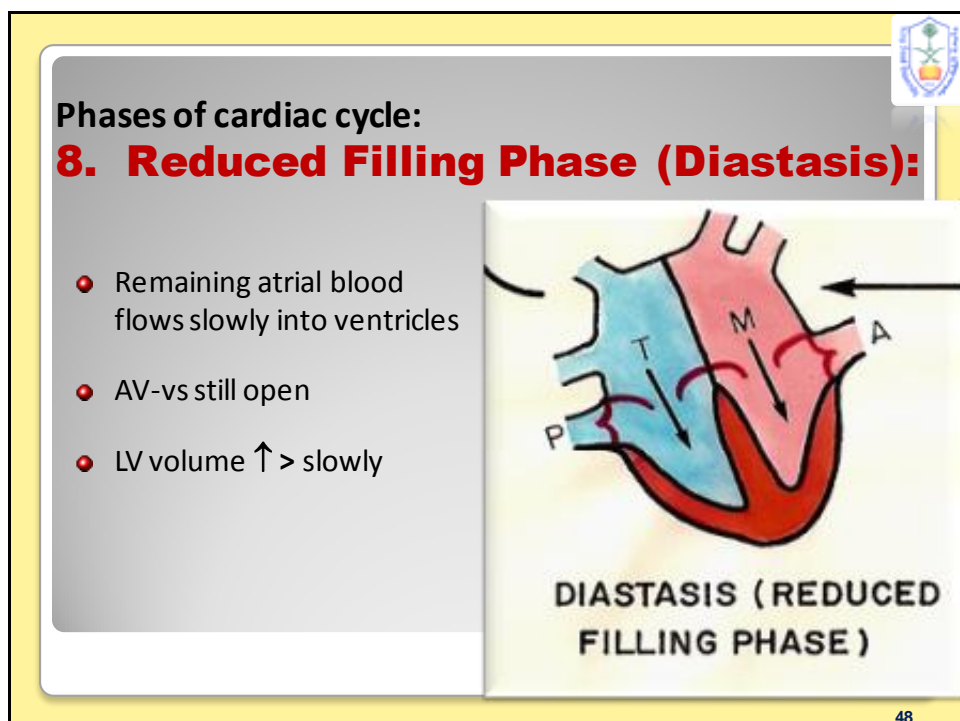 Phases of cardiac cycle:
8. Reduced Filling Phase (Diastasis):
Remaining atrial blood
flows slowly into ventricles
AV-vs still open
LV volume ↑ > slowly
T
M
A
P
DIASTASIS (REDUCED
FILLING PHASE)
48